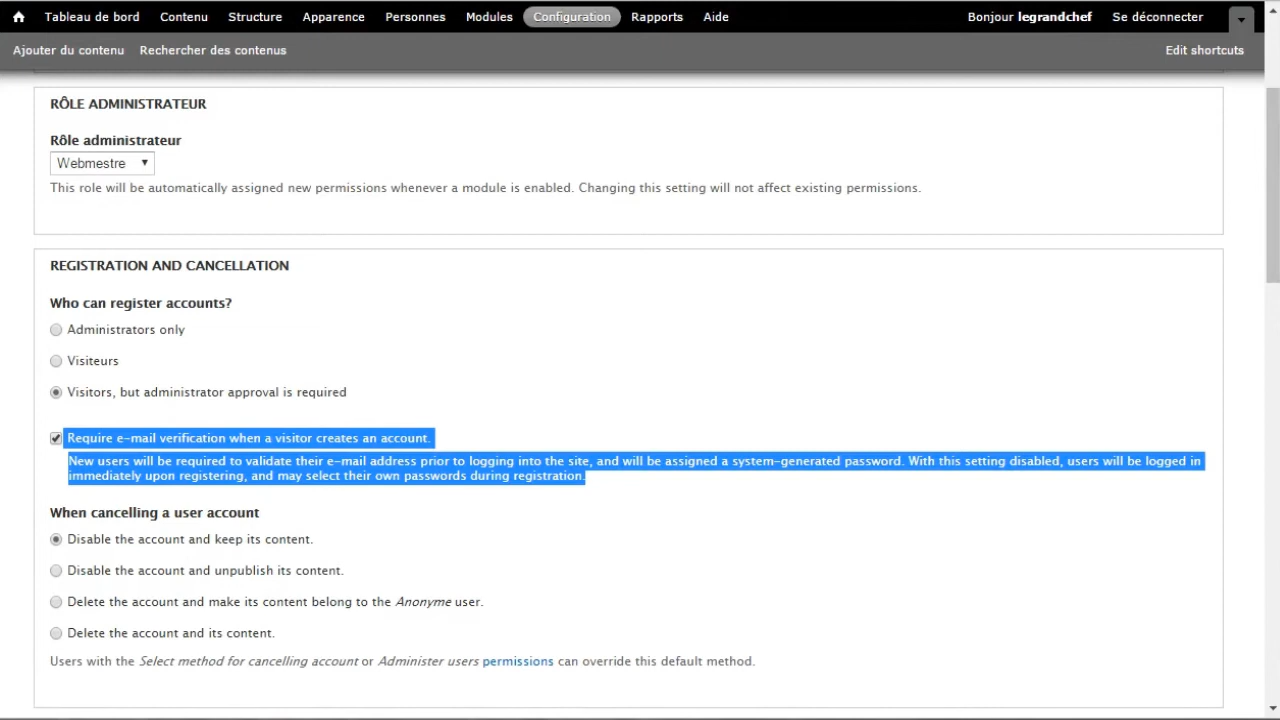 Tableau de bord Contenu Structure Apparence Personnes Modules Configuration Rapports Aide Bonjour legrandchef Se déconnecter
Ajouter du contenu Rechercher des contenus Edit shortcuts
RÔLE ADMINISTRATEUR
Rôle administrateur
Webmestre
This role will be automatically assigned new permissions whenever a module is enabled. Changing this setting will not affect existing permissions.
REGISTRATION AND CANCELLATION
Who can register accounts?
Administrators only
Visiteurs
Visitors, but administrator approval is required
Require e-mail verification when a visitor creates an account.
New users will be required to validate their e-mail address prior to logging into the site, and will be assigned a system-generated password. With this setting disabled, users will be logged in
immediately upon registering, and may select their own passwords during registration.
When cancelling a user account
Disable the account and keep its content.
Disable the account and unpublish its content.
Delete the account and make its content belong to the Anonyme user.
Delete the account and its content.
Users with the Select method for cancelling account or Administer users permissions can override this default method.